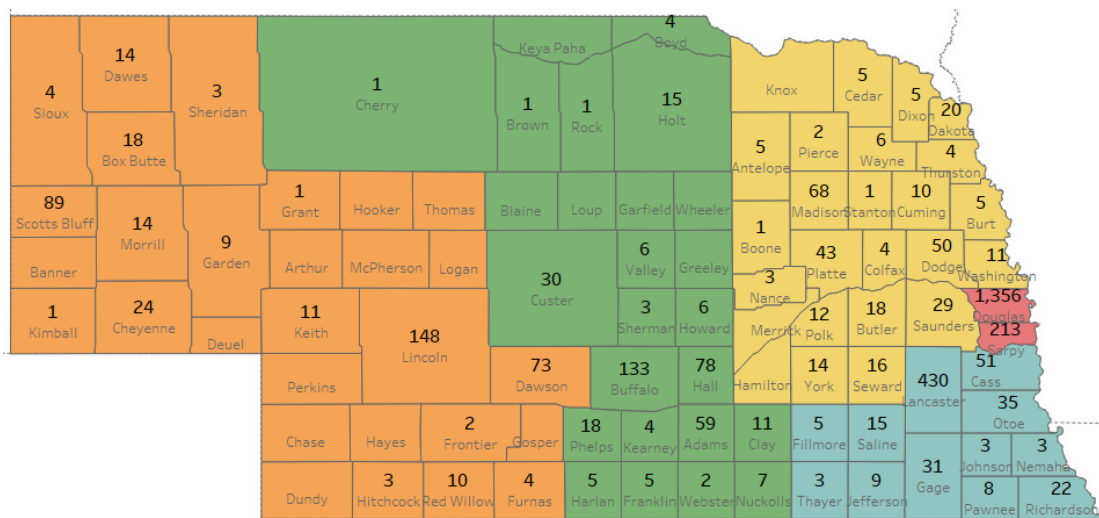 4
Sioux
14
Dawes
3
Sheridan
18
Box Butte
89
Scotts Bluff
14
Morrill
9
Garden
Banner
1
Kimball
24
Cheyenne
Deuel
1
Grant
Hooker
Thomas
Arthur
McPherson
Logan
11
Keith
148
Lincoln
Perkins
73
Dawson
Chase
Hayes
2
Frontier
Gosper
Dundy
3
Hitchcock
10
Red Willow
4
Furnas
1
Cherry
Keya Paha
4
Boyd
1
Brown
1
Rock
15
Holt
Blaine
Loup
Garfield
Wheeler
30
Custer
6
Valley
Greeley
3
Sherman
6
Howard
133
Buffalo
78
Hall
18
Phelps
4
Kearney
59
Adams
11
Clay
5
Harlan
5
Franklin
2
Webster
7
Nuckolls
Knox
5
Cedar
5
Dixon
20
Dakota
5
Antelope
2
Pierce
6
Wayne
4
Thurston
68
Madison
1
Stanton
10
Cuming
5
Burt
1
Boone
43
Platte
4
Colfax
50
Dodge
11
Washington
3
Nance
Merrick
12
Polk
18
Butler
29
Saunders
Hamilton
14
York
16
Seward
1,356
Douglas
213
Sarpy
430
Lancaster
51
Cass
35
Otoe
5
Fillmore
15
Saline
31
Gage
3
Johnson
3
Nemaha
3
Thayer
9
Jefferson
8
Pawnee
22
Richardson